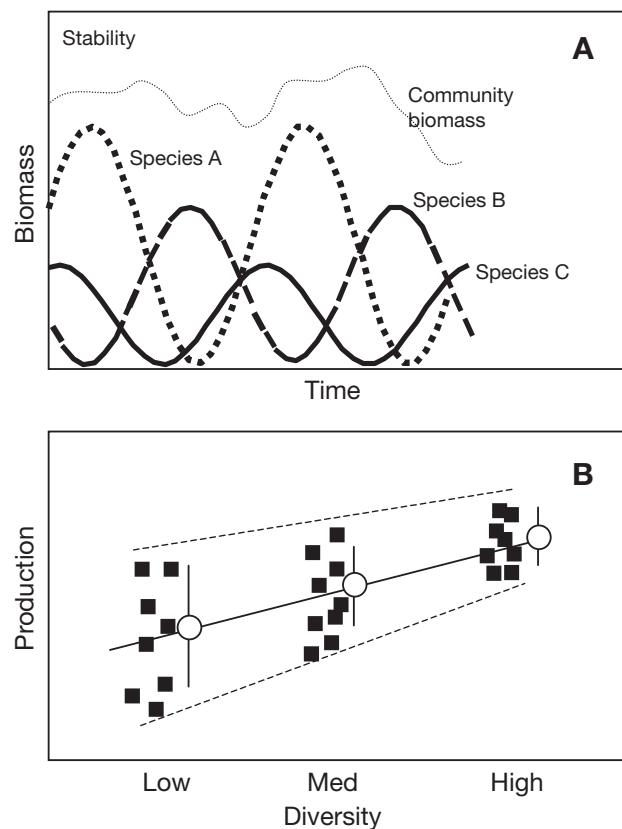 Stability
A
Community
biomass
Species A
Species B
Species C
Biomass
Time
B
Production
Low Med High
Diversity